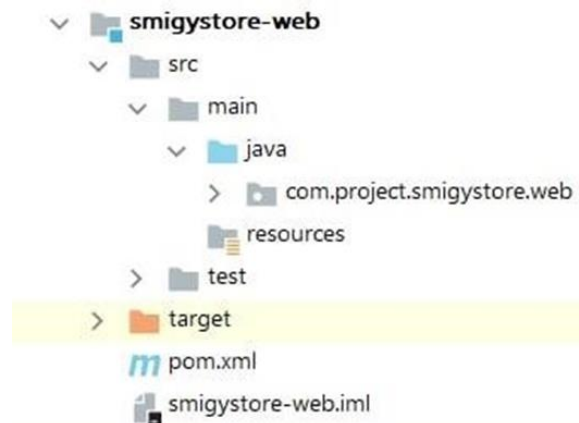 smigystore-web
src
main
java
com.project.smigystore.web
resources
test
target
pom.xml
smigystore-web.iml